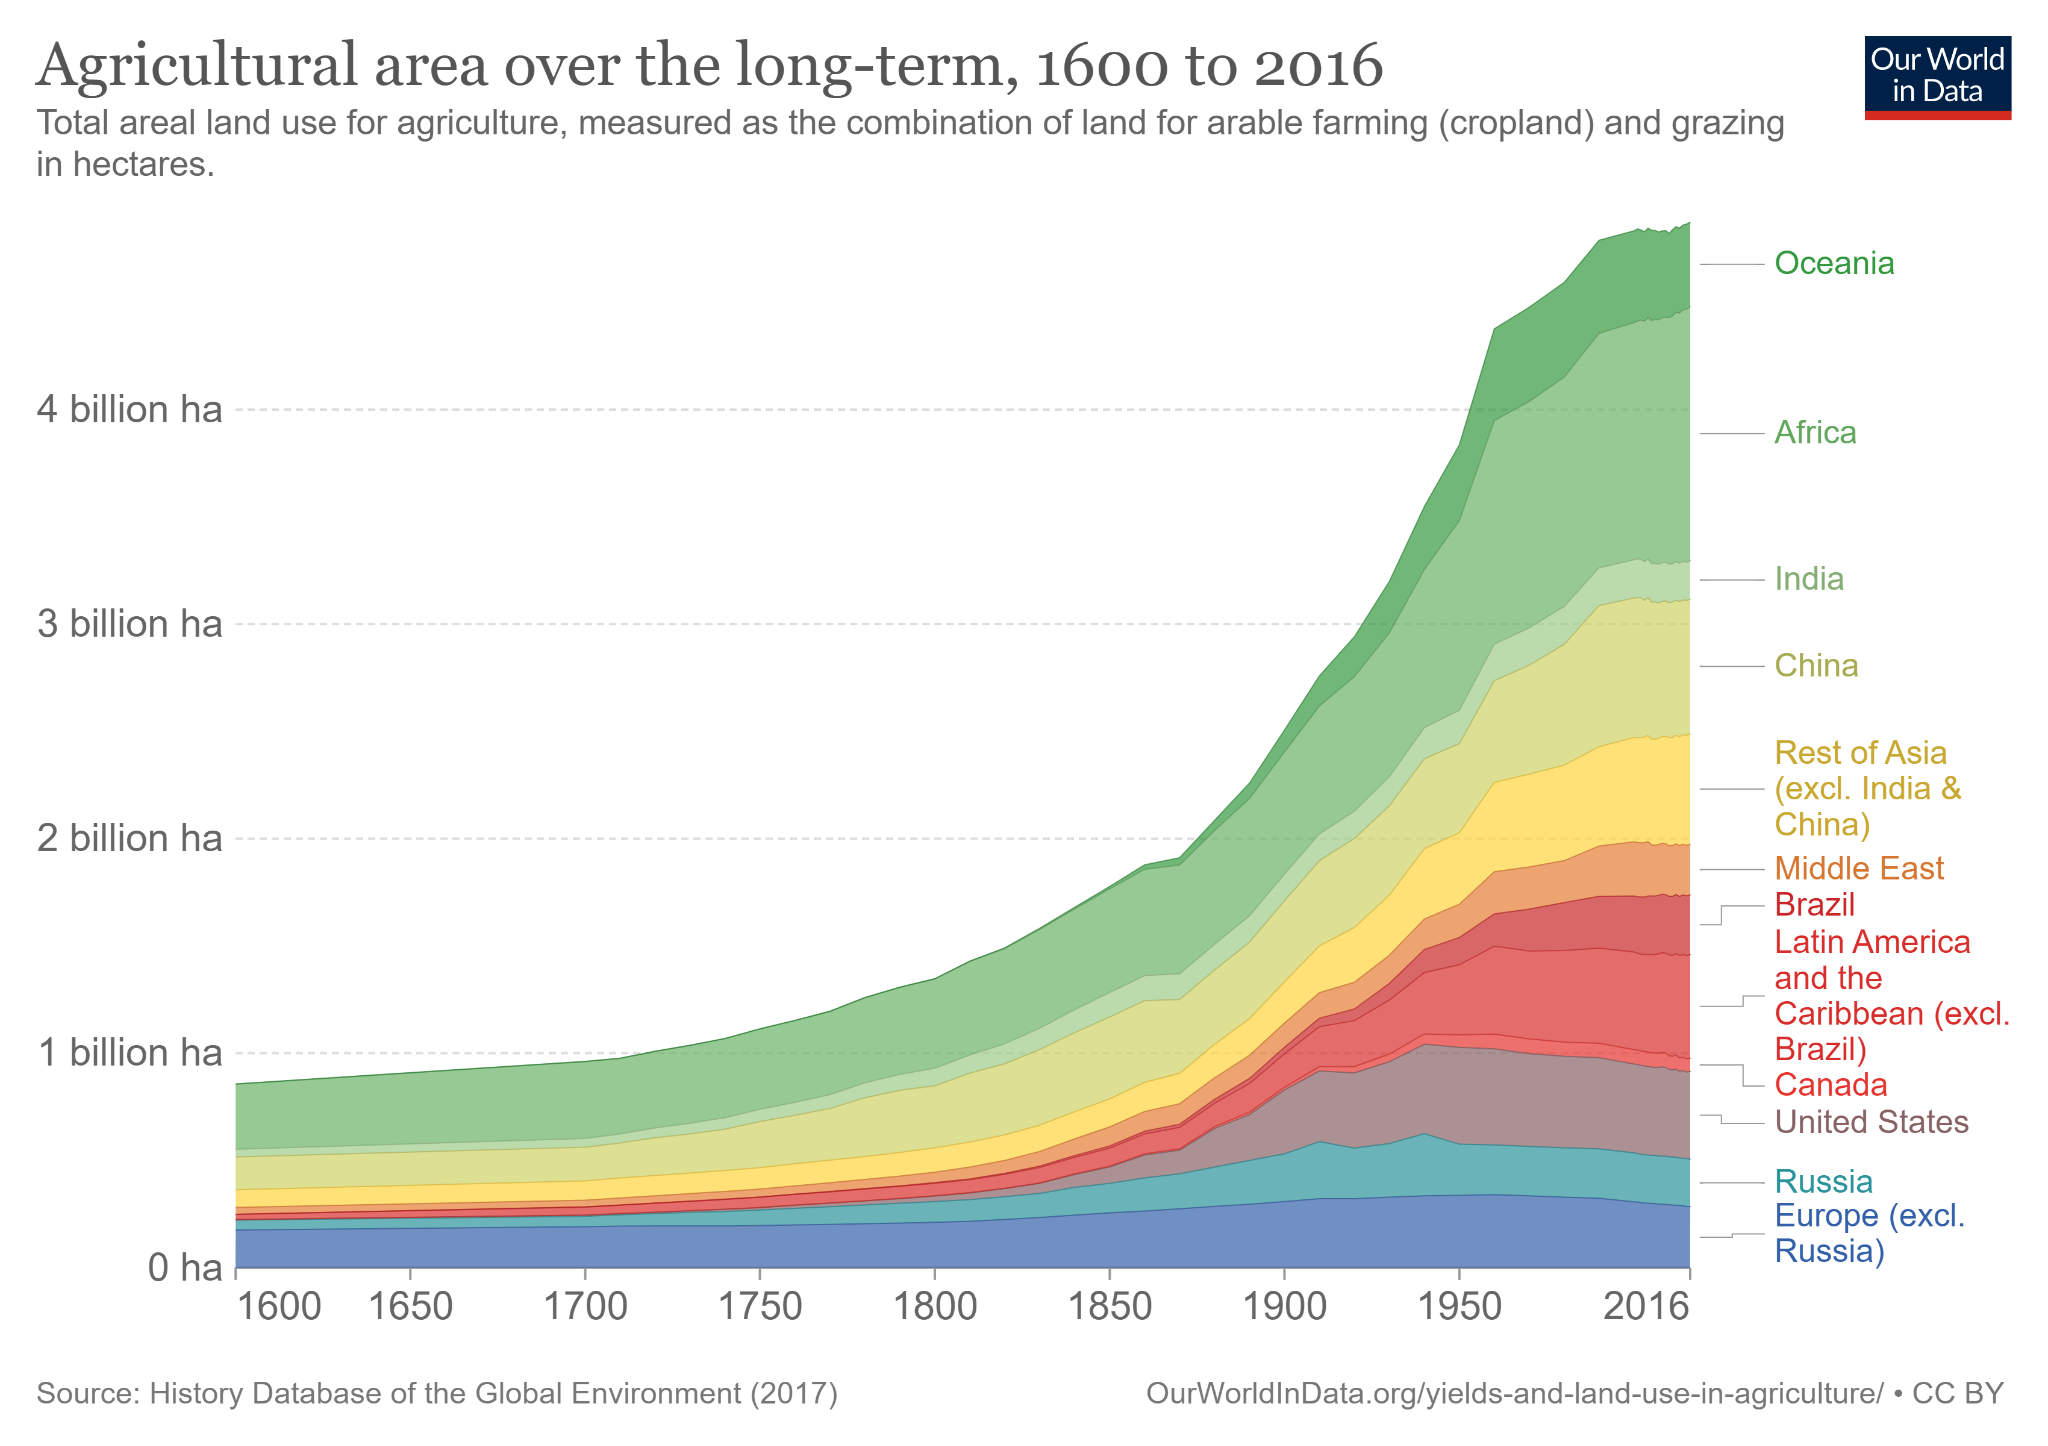 Agricultural area over the long-term, 1600 to 2016
Our World
in Data
Total areal land use for agriculture, measured as the combination of land for arable farming (cropland) and grazing
in hectares.
Oceania
4 billion ha
Africa
India
3 billion ha
China
Rest of Asia
(excl. India &
China)
2 billion ha
Middle East
Brazil
Latin America
and the
Caribbean (excl.
Brazil)
1 billion ha
Canada
United States
Russia
Europe (excl.
Russia)
0 ha
1600 1650 1700 1750 1800 1850 1900 1950 2016
Source: History Database of the Global Environment (2017)
OurWorldInData.org/yields-and-land-use-in-agriculture/ • CC BY